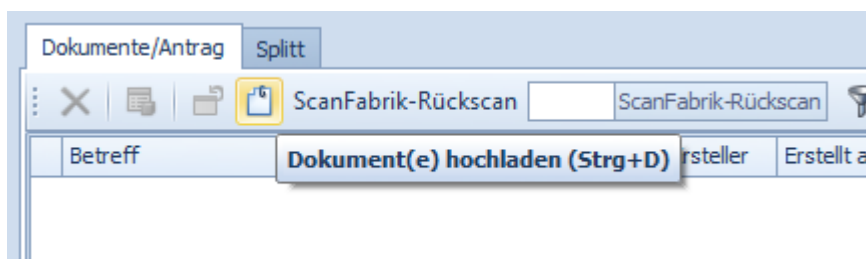 Dokumente/Antrag Splitt
ScanFabrik-Rückscan ScanFabrik-Rückscan
Betreff Dokument(e) hochladen (Strg+D) rsteller Erstellt a